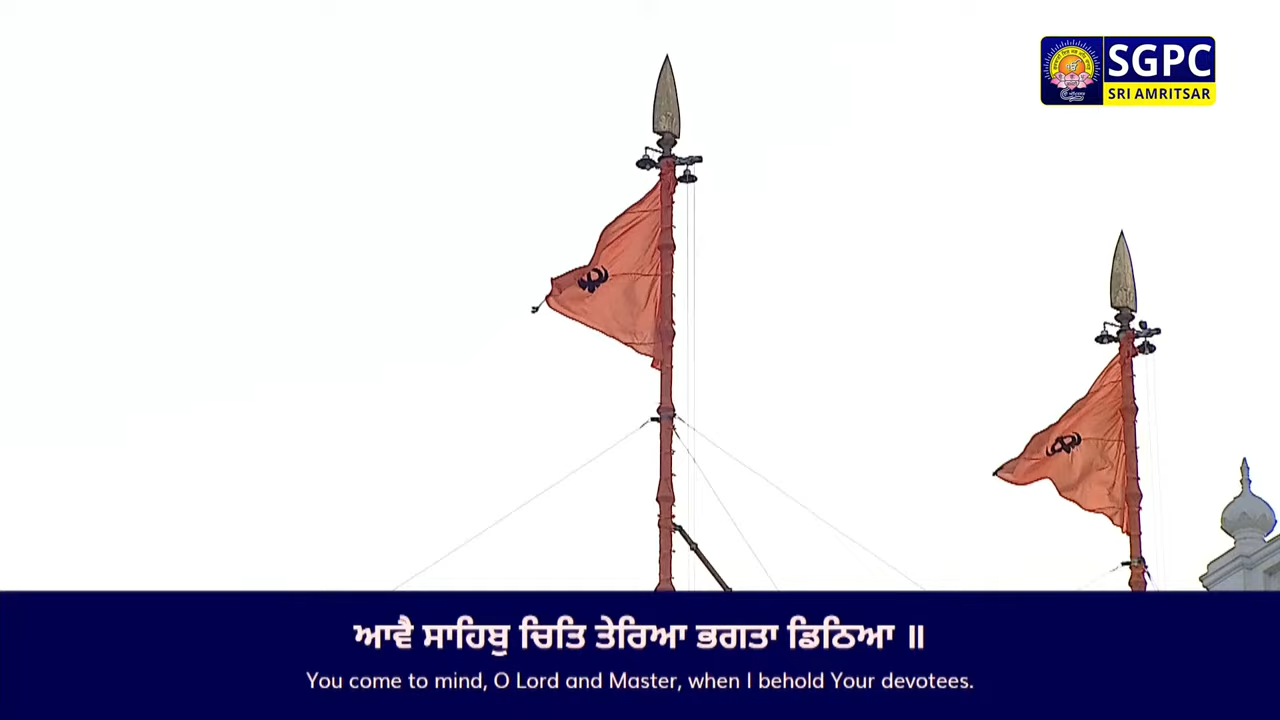 SGPC
SRI AMRITSAR
ਆਵੈ ਸਾਹਿਬੁ ਚਿਤਿ ਤੇਰਿਆ ਭਗਤਾ ਡਿਠਿਆ ॥
You come to mind, O Lord and Master, when I behold Your devotees.